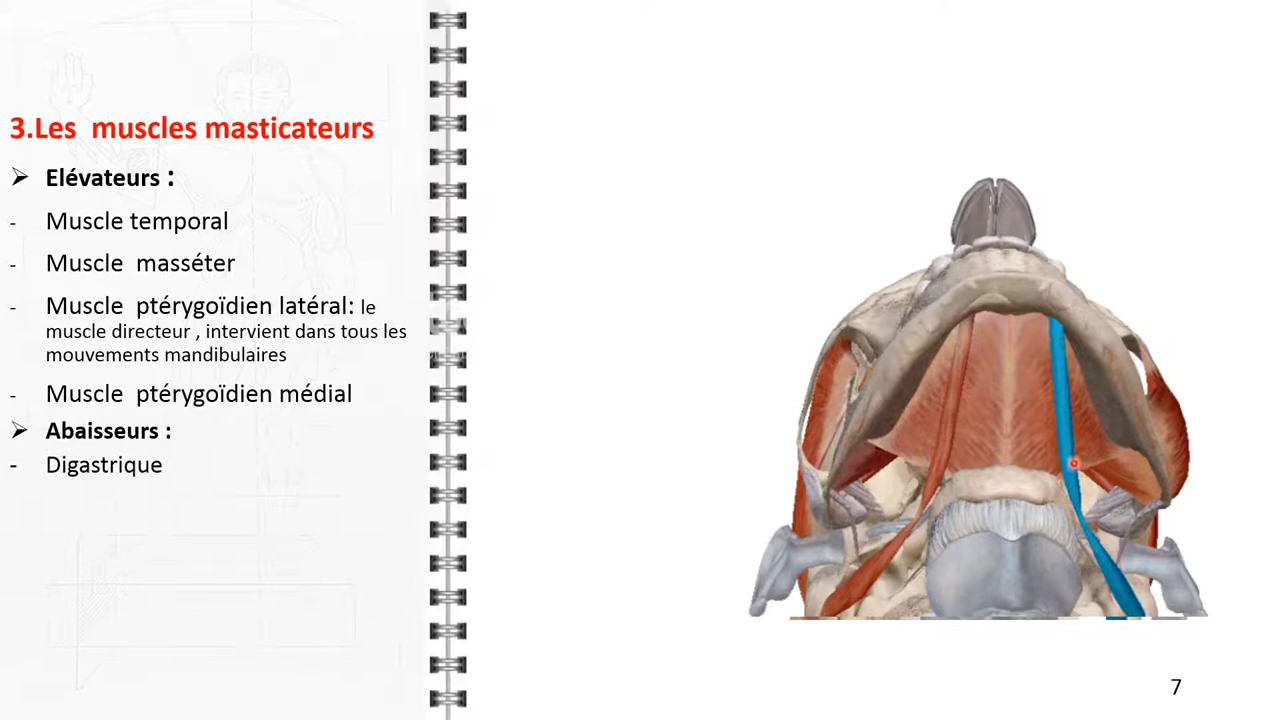 3.Les muscles masticateurs
➢ Elévateurs :
- Muscle temporal
- Muscle masséter
- Muscle ptérygoïdien latéral: le
muscle directeur , intervient dans tous les
mouvements mandibulaires
- Muscle ptérygoïdien médial
➢ Abaisseurs :
- Digastrique
7